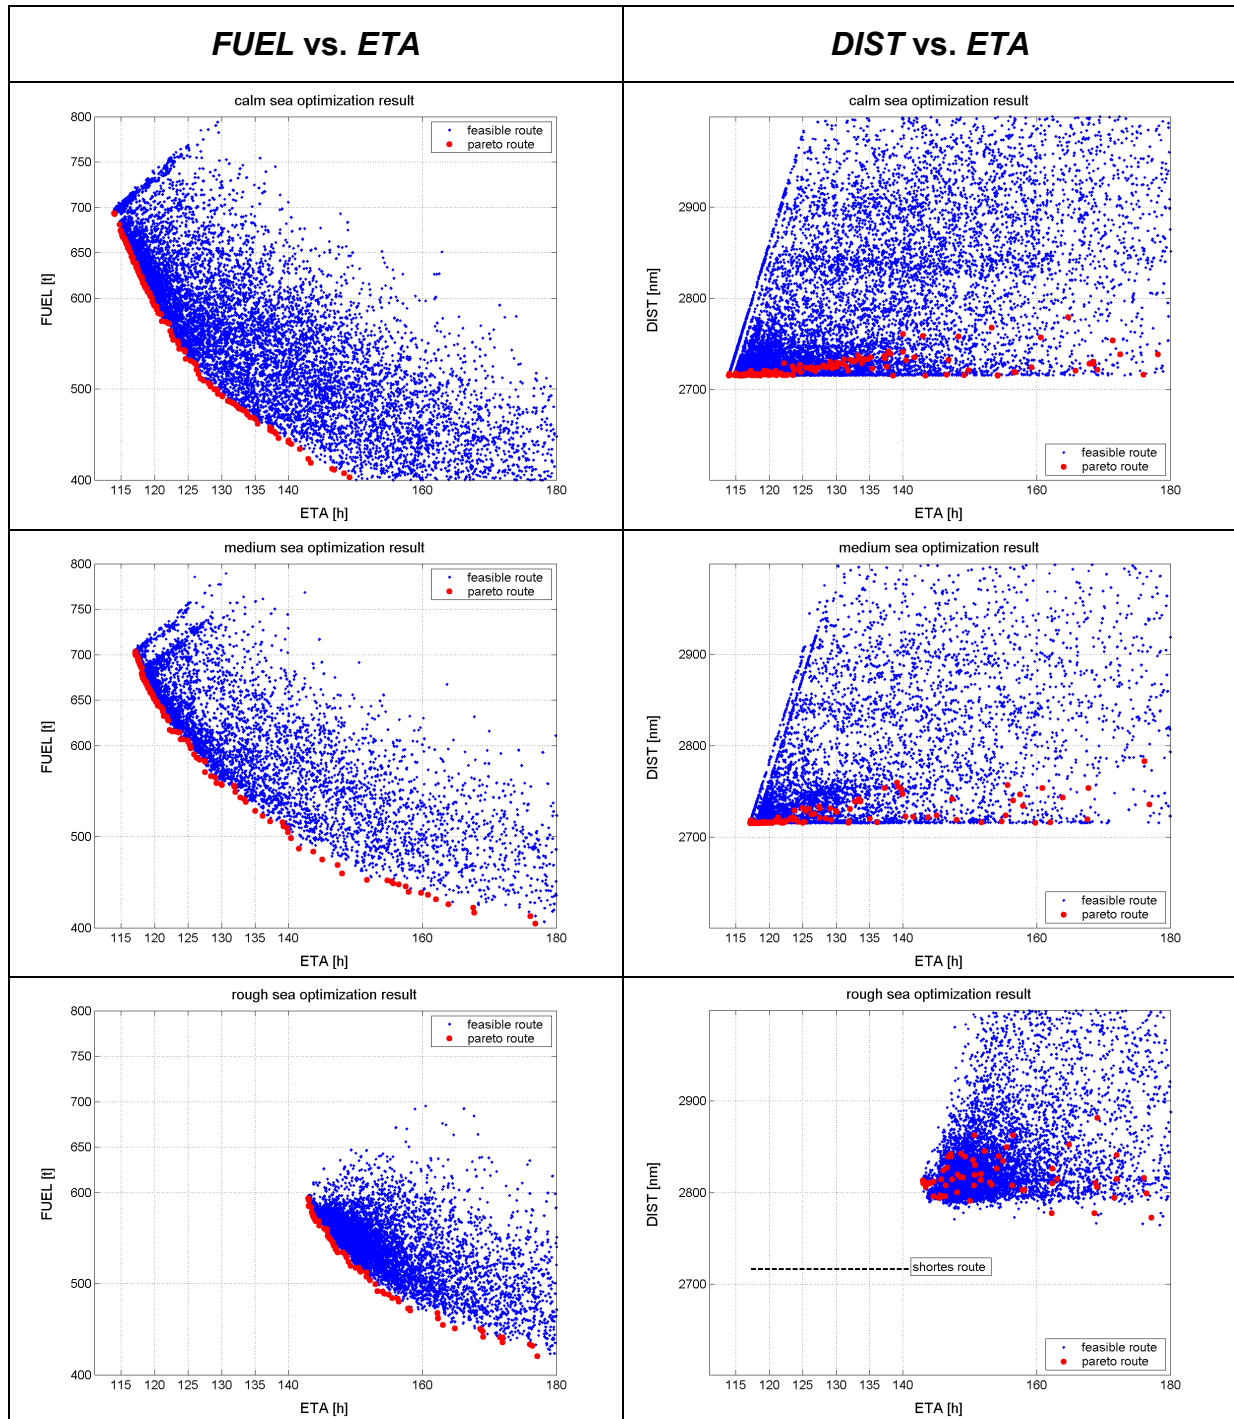 FUEL vs. ETA
DIST vs. ETA
calm sea optimization result
800
750
700
650
600
550
500
450
400
FUEL [t]
115 120 125 130 135 140 160 180
ETA [h]
feasible route
pareto route
calm sea optimization result
2900
2800
2700
DIST [nm]
115 120 125 130 135 140 160 180
ETA [h]
feasible route
pareto route
medium sea optimization result
800
750
700
650
600
550
500
450
400
FUEL [t]
115 120 125 130 135 140 160 180
ETA [h]
feasible route
pareto route
medium sea optimization result
2900
2800
2700
DIST [nm]
115 120 125 130 135 140 160 180
ETA [h]
feasible route
pareto route
rough sea optimization result
800
750
700
650
600
550
500
450
400
FUEL [t]
115 120 125 130 135 140 160 180
ETA [h]
feasible route
pareto route
rough sea optimization result
2900
2800
2700
DIST [nm]
shortes route
115 120 125 130 135 140 160 180
ETA [h]
feasible route
pareto route